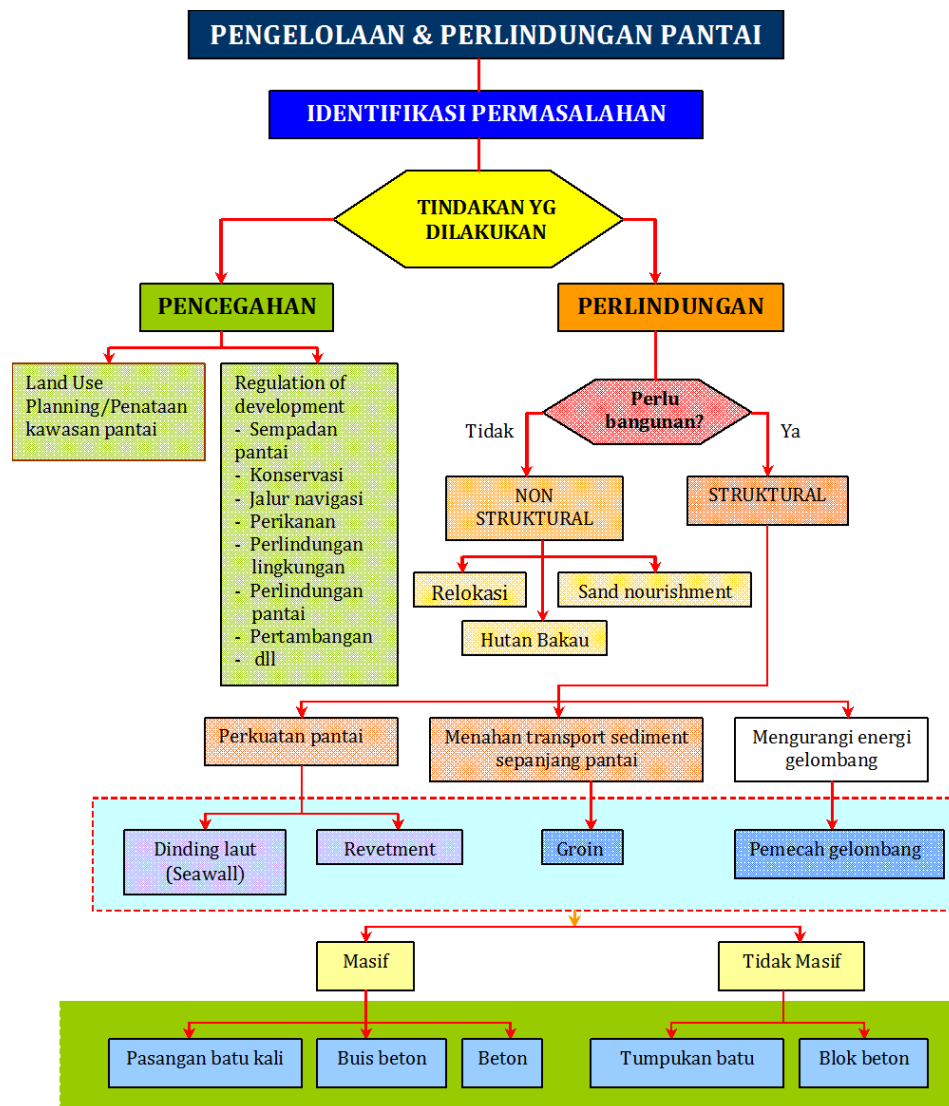 PENGELOLAAN & PERLINDUNGAN PANTAI
IDENTIFIKASI PERMASALAHAN
TINDAKAN YG
DILAKUKAN
PENCEGAHAN
PERLINDUNGAN
Land Use
Planning/Penataan
kawasan pantai
Regulation of
development
- Sempadan
pantai
- Konservasi
- Jalur navigasi
- Perikanan
- Perlindungan
lingkungan
- Perlindungan
pantai
- Pertambangan
- dll
Perlu
bangunan?
Tidak
Ya
NON
STRUKTURAL
STRUKTURAL
Relokasi
Sand nourishment
Hutan Bakau
Perkuatan pantai
Menahan transport sediment
sepanjang pantai
Mengurangi energi
gelombang
Dinding laut
(Seawall)
Revetment
Groin
Pemecah gelombang
Masif
Tidak Masif
Pasangan batu kali
Buis beton
Beton
Tumpukan batu
Blok beton